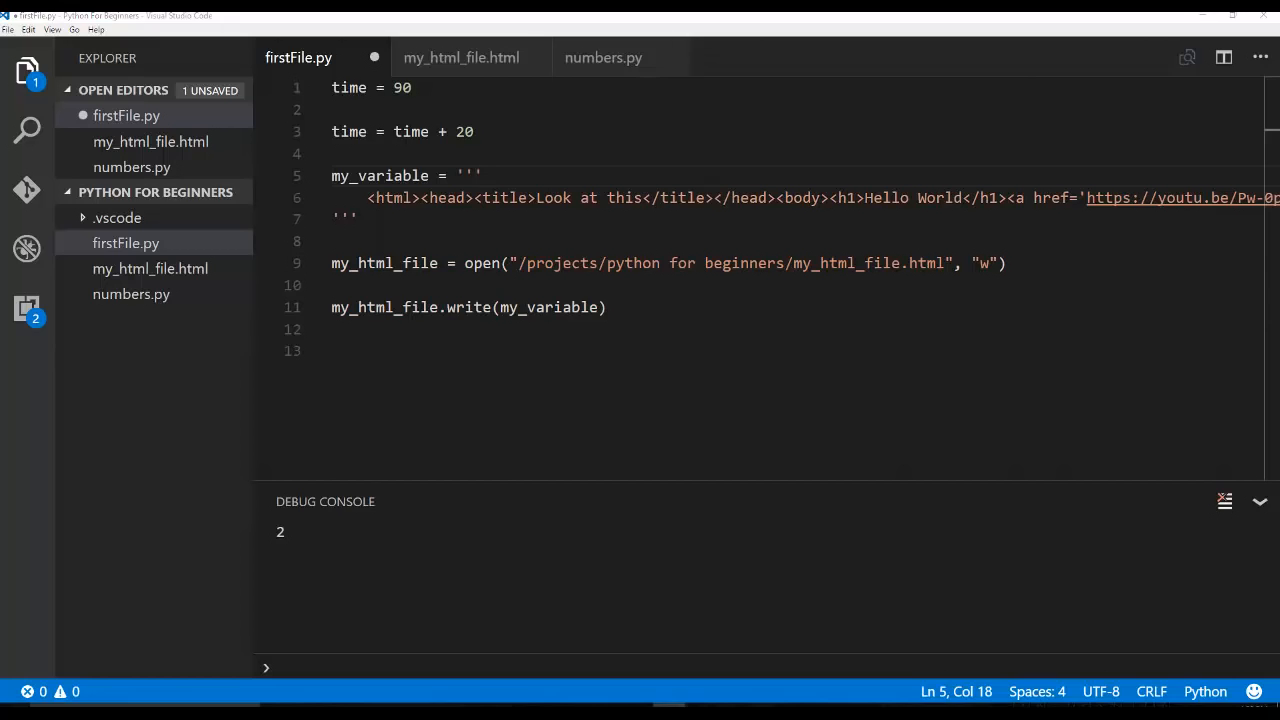 firstFile.py - Python For Beginners - Visual Studio Code
File Edit View Go Help
EXPLORER
OPEN EDITORS 1 UNSAVED
firstFile.py
my_html_file.html
numbers.py
PYTHON FOR BEGINNERS
.vscode
firstFile.py
my_html_file.html
numbers.py
1
2
firstFile.py my_html_file.html numbers.py
1 time = 90
2
3 time = time + 20
4
5 my_variable = '''
6 <html><head><title>Look at this</title></head><body><h1>Hello World</h1><a href='https://youtu.be/Pw-0p
7 '''
8
9 my_html_file = open("/projects/python for beginners/my_html_file.html", "w")
10
11 my_html_file.write(my_variable)
12
13
DEBUG CONSOLE
2
0 0 Ln 5, Col 18 Spaces: 4 UTF-8 CRLF Python